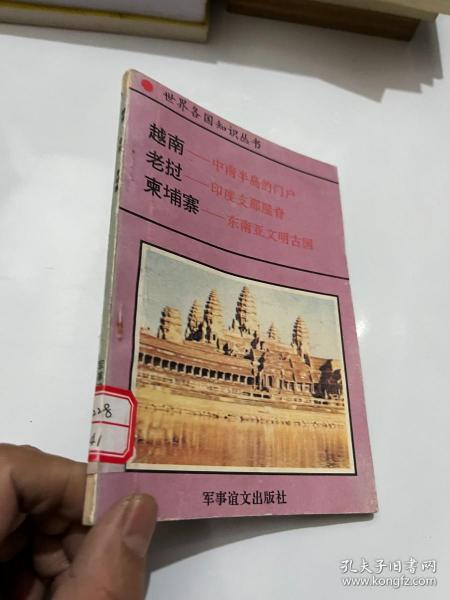 世界各国知识丛书
越南——中南半岛的门户
老挝——印度支那屋脊
柬埔寨——东南亚文明古国
军事谊文出版社
228
41
孔夫子旧书网
www.kongfz.com